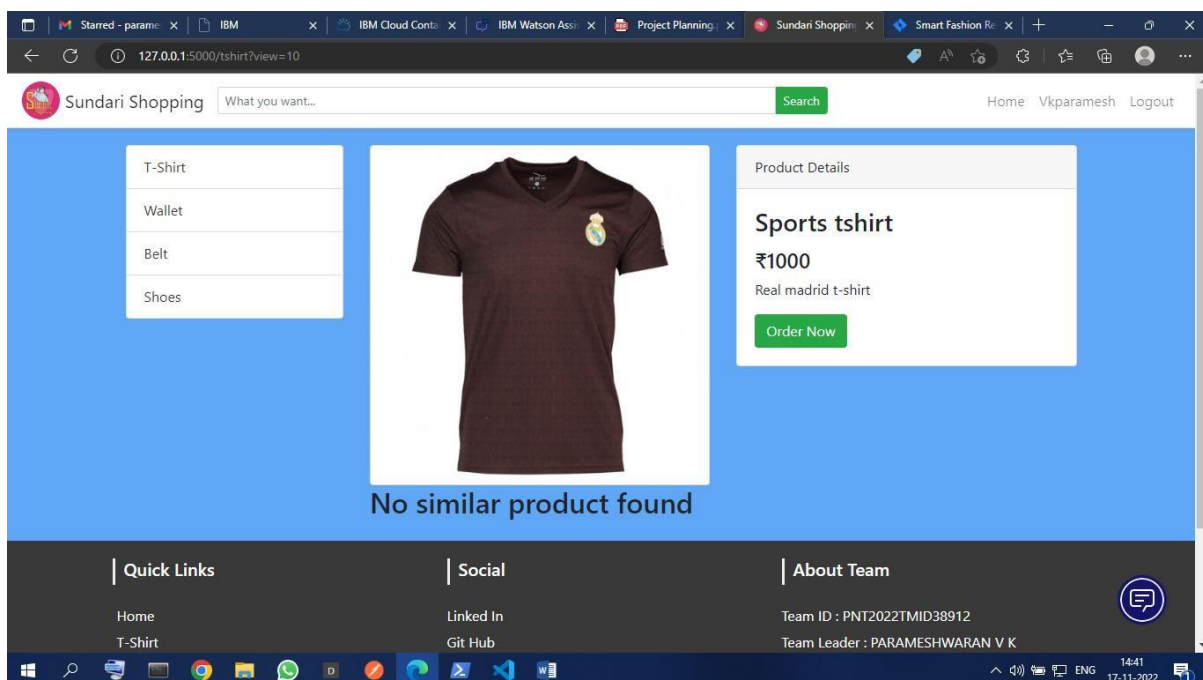 Starred - parame
IBM
IBM Cloud Conta
IBM Watson Assi
Project Planning.
Sundari Shopping
Smart Fashion Re
127.0.0.1:5000/tshirt?view=10
Sundari Shopping
What you want...
Search
Home
Vkparamesh
Logout
T-Shirt
Wallet
Belt
Shoes
Product Details
Sports tshirt
₹1000
Real madrid t-shirt
Order Now
No similar product found
Quick Links
Home
T-Shirt
Social
Linked In
Git Hub
About Team
Team ID : PNT2022TMID38912
Team Leader : PARAMESHWARAN V K
ENG
14:41
17-11-2022